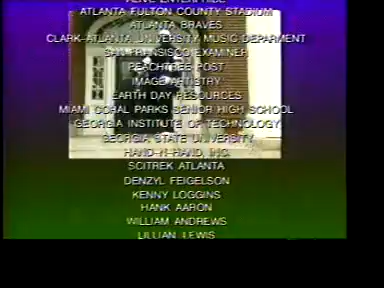 ATLANTA FULTON COUNTY STADIUM
ATLANTA BRAVES
CLARK-ATLANTA UNIVERSITY MUSIC DEPARMENT
SAN FRANSISCO EXAMINER
PEACHTREE POST
IMAGE ARTISTRY
EARTH DAY RESOURCES
MIAMI CORAL PARKS SENIOR HIGH SCHOOL
GEORGIA INSTITUTE OF TECHNOLOGY
GEORGIA STATE UNIVERSITY
HAND-N-HAND, INC.
SCITREK ATLANTA
DENZYL FEIGELSON
KENNY LOGGINS
HANK AARON
WILLIAM ANDREWS
LILLIAN LEWIS